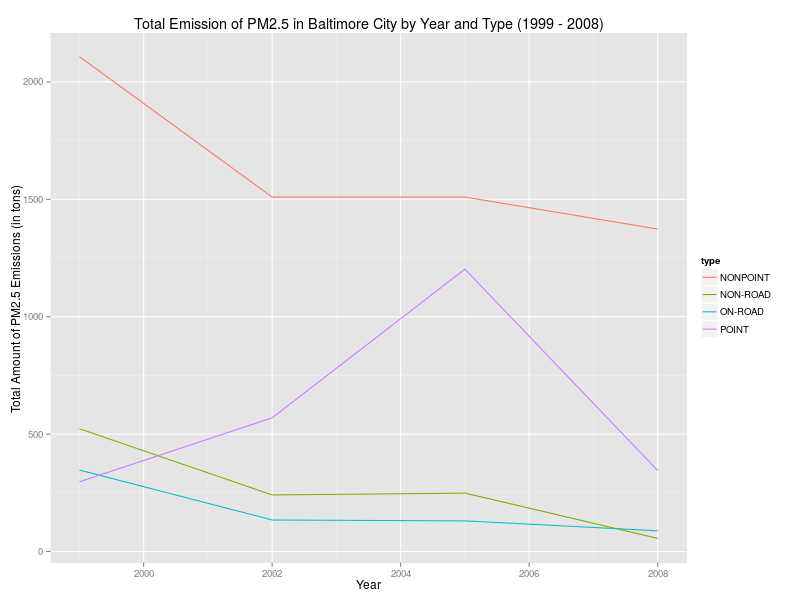 Total Emission of PM2.5 in Baltimore City by Year and Type (1999 - 2008)
Total Amount of PM2.5 Emissions (in tons)
2000
1500
1000
500
0
2000
2002
2004
2006
2008
Year
type
NONPOINT
NON-ROAD
ON-ROAD
POINT